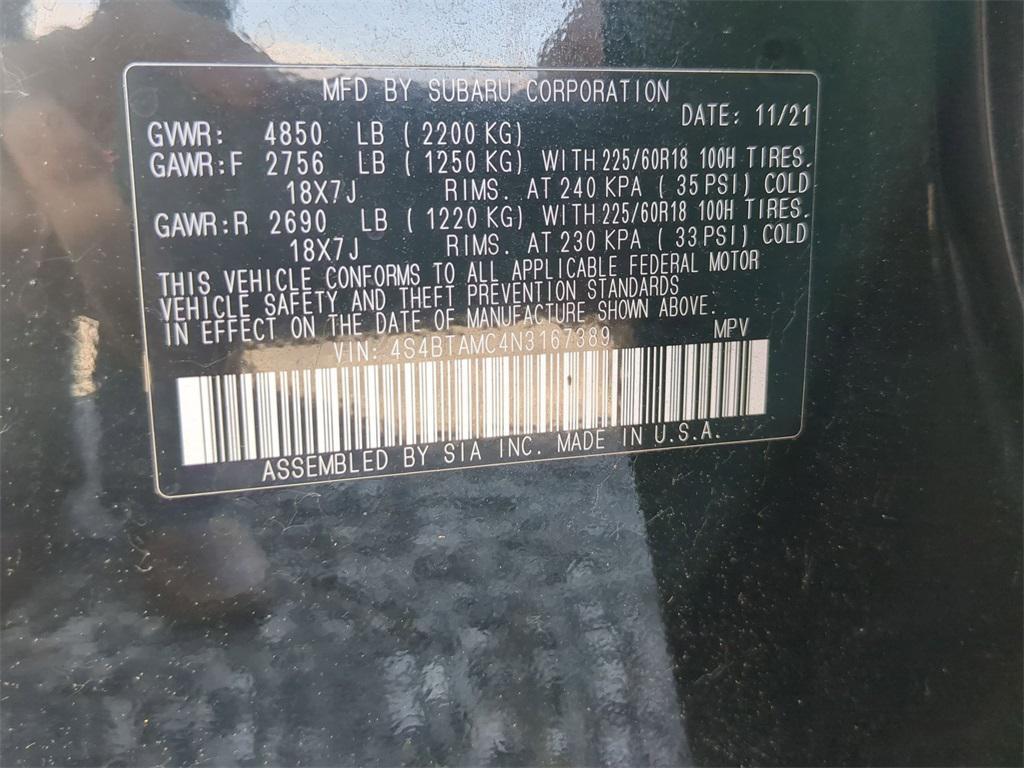 MFD BY SUBARU CORPORATION
DATE: 11/21
GVWR: 4850 LB (2200 KG)
GAWR:F 2756 LB (1250 KG) WITH 225/60R18 100H TIRES.
18X7J RIMS. AT 240 KPA (35 PSI) COLD
GAWR:R 2690 LB (1220 KG) WITH 225/60R18 100H TIRES.
18X7J RIMS. AT 230 KPA (33 PSI) COLD
THIS VEHICLE CONFORMS TO ALL APPLICABLE FEDERAL MOTOR
VEHICLE SAFETY AND THEFT PREVENTION STANDARDS
IN EFFECT ON THE DATE OF MANUFACTURE SHOWN ABOVE.
VIN: 4S4BTAMC4N3167389 MPV
ASSEMBLED BY SIA INC. MADE IN U.S.A.